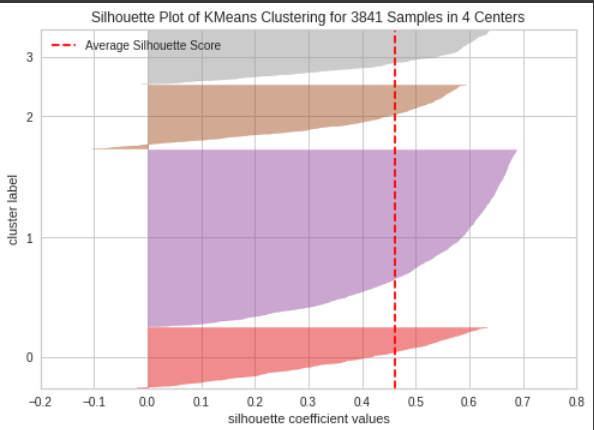 Silhouette Plot of KMeans Clustering for 3841 Samples in 4 Centers
Average Silhouette Score
3
2
1
0
cluster label
−0.2 −0.1 0.0 0.1 0.2 0.3 0.4 0.5 0.6 0.7 0.8
silhouette coefficient values